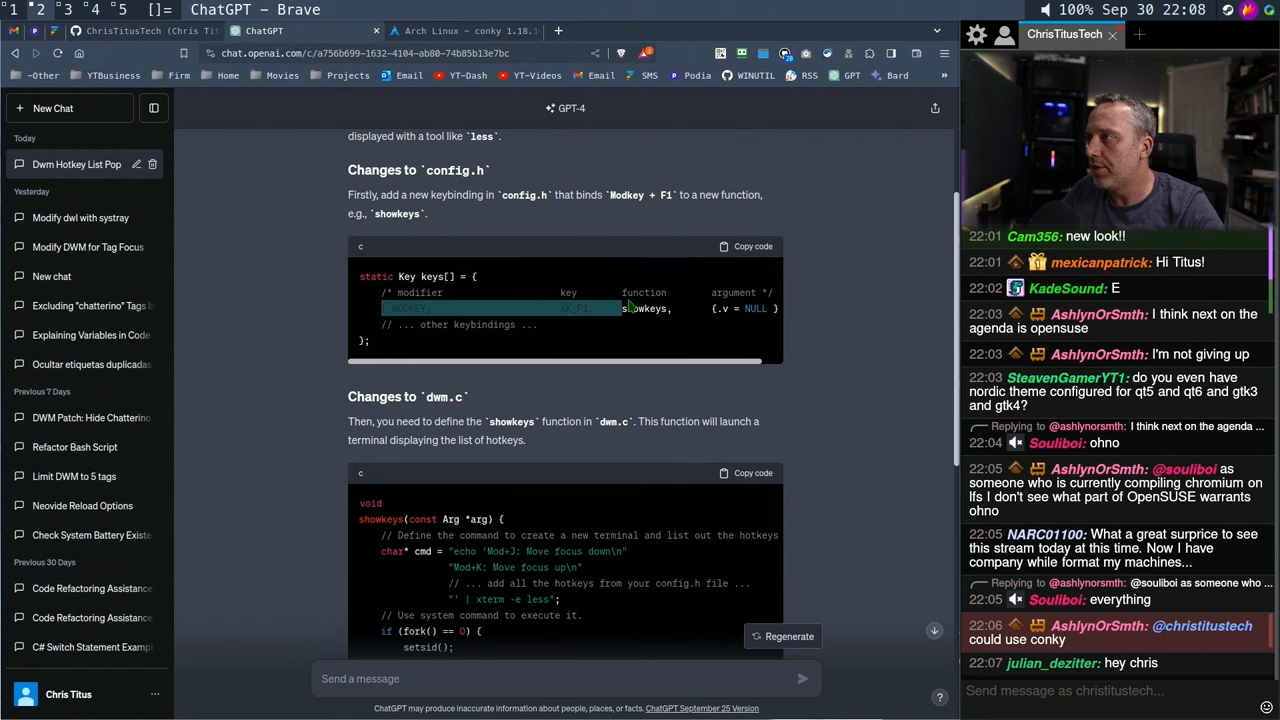 1 2 3 4 5 []= ChatGPT - Brave
100% Sep 30 22:08
ChrisTitusTech (Chris Tit
ChatGPT
Arch Linux - conky 1.18.1
chat.openai.com/c/a756b699-1632-4104-ab80-74b85b13e7bc
-Other YTBusiness Firm Home Movies Projects Email YT-Dash YT-Videos Email SMS Podia WINUTIL RSS GPT Bard
New Chat
Today
Dwm Hotkey List Pop
Yesterday
Modify dwl with systray
Modify DWM for Tag Focus
New chat
Excluding "chatterino" Tags is
Explaining Variables in Code
Ocultar etiquetas duplicadas
Previous 7 Days
DWM Patch: Hide Chatterino
Refactor Bash Script
Limit DWM to 5 tags
Neovide Reload Options
Check System Battery Existe
Previous 30 Days
Code Refactoring Assistance
Code Refactoring Assistance
C# Switch Statement Exampl
Chris Titus
GPT-4
displayed with a tool like `less`.
Changes to `config.h`
Firstly, add a new keybinding in `config.h` that binds `Modkey + F1` to a new function,
e.g., `showkeys`.
c Copy code
static Key keys[] = {
/* modifier key function argument */
{ MODKEY, XK_F1, showkeys, {.v = NULL }
// ... other keybindings ...
};
Changes to `dwm.c`
Then, you need to define the `showkeys` function in `dwm.c`. This function will launch a
terminal displaying the list of hotkeys.
c Copy code
void
showkeys(const Arg *arg) {
// Define the command to create a new terminal and list out the hotkeys
char* cmd = "echo 'Mod+J: Move focus down\n"
"Mod+K: Move focus up\n"
// ... add all the hotkeys from your config.h file ...
"' | xterm -e less";
// Use system command to execute it.
if (fork() == 0) {
setsid();
Regenerate
Send a message
ChatGPT may produce inaccurate information about people, places, or facts. ChatGPT September 25 Version
?
ChrisTitusTech
22:01 Cam356: new look!!
22:01 mexicanpatrick: Hi Titus!
22:02 KadeSound: E
22:03 AshlynOrSmth: I think next on the
agenda is opensuse
22:03 AshlynOrSmth: I'm not giving up
22:03 SteavenGamerYT1: do you even have
nordic theme configured for qt5 and qt6 and gtk3
and gtk4?
Replying to @ashlynorsmth: I think next on the agenda ...
22:04 Souliboi: ohno
22:05 AshlynOrSmth: @souliboi as
someone who is currently compiling chromium on
lfs I don't see what part of OpenSUSE warrants
ohno
22:05 NARC01100: What a great surprice to see
this stream today at this time. Now I have
company while format my machines...
Replying to @ashlynorsmth: @souliboi as someone who ...
22:05 Souliboi: everything
22:06 AshlynOrSmth: @christitustech
could use conky
22:07 julian_dezitter: hey chris
Send message as christitustech...